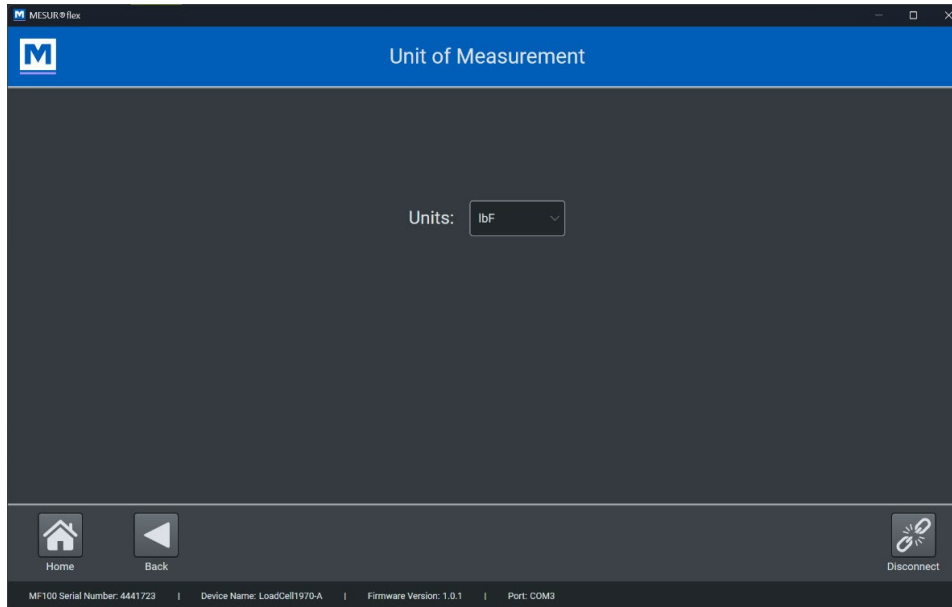 M MESUR®flex
M
Unit of Measurement
Units: lbF
Home Back Disconnect
MF100 Serial Number: 4441723 | Device Name: LoadCell1970-A | Firmware Version: 1.0.1 | Port: COM3